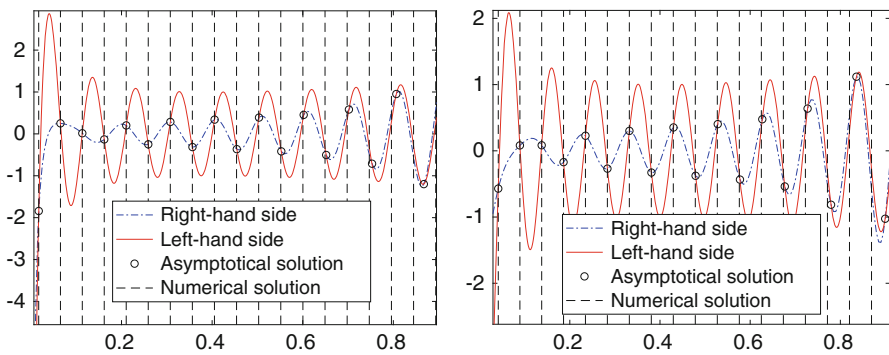 2
1
0
-1
-2
-3
-4
Right-hand side
Left-hand side
Asymptotical solution
Numerical solution
0.2
0.4
0.6
0.8
2
1
0
-1
-2
Right-hand side
Left-hand side
Asymptotical solution
Numerical solution
0.2
0.4
0.6
0.8